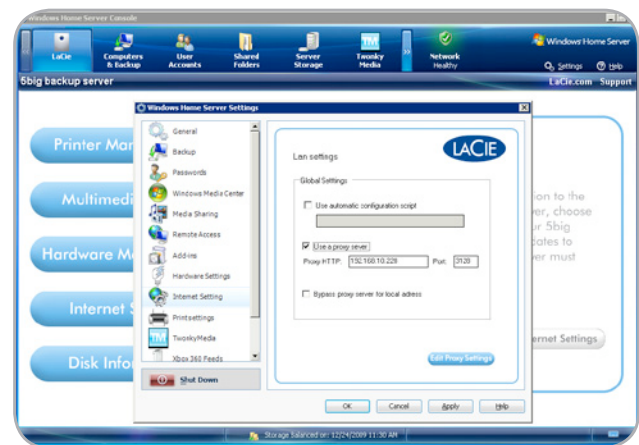 Windows Home Server Console
LaCie
Computers & Backup
User Accounts
Shared Folders
Server Storage
Twonky Media
»
Network
Healthy
Windows Home Server
Settings
Help
5big backup server
LaCie.com Support
Printer Mar
Multimedi
Hardware M
Internet S
Disk Infor
ion to the
er, choose
ur 5big
dates to
er must
ernet Settings
Windows Home Server Settings
General
Backup
Passwords
Windows Media Center
Media Sharing
Remote Access
Add-ins
Hardware Settings
Internet Setting
Print settings
TwonkyMedia
Xbox 360 Feeds
Shut Down
LACIE
Lan settings
Global Settings
Use automatic configuration script
Use a proxy sever
Proxy HTTP: 192.168.10.229 Port: 3128
Bypass proxy server for local adress
Edit Proxy Settings
OK Cancel Apply Help
Storage Balanced on: 12/24/2009 11:30 AM